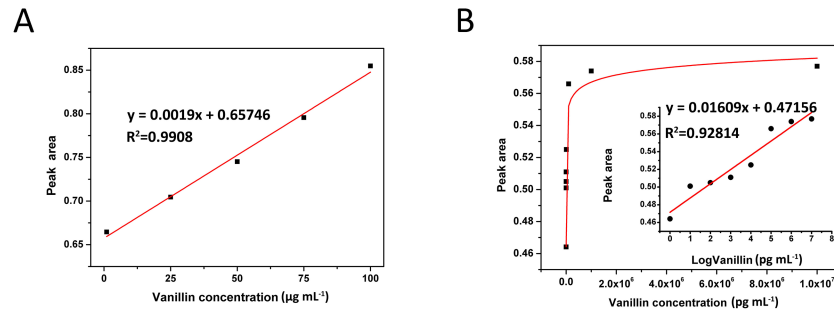 A
B
y = 0.0019x + 0.65746
R²=0.9908
Peak area
0.85
0.80
0.75
0.70
0.65
0
25
50
75
100
Vanillin concentration (μg mL⁻¹)
Peak area
0.58
0.56
0.54
0.52
0.50
0.48
0.46
0.0
2.0x10⁶
4.0x10⁶
6.0x10⁶
8.0x10⁶
1.0x10⁷
Vanillin concentration (pg mL⁻¹)
y = 0.01609x + 0.47156
R²=0.92814
Peak area
0.58
0.56
0.54
0.52
0.50
0.48
0.46
0
1
2
3
4
5
6
7
8
LogVanillin (pg mL⁻¹)